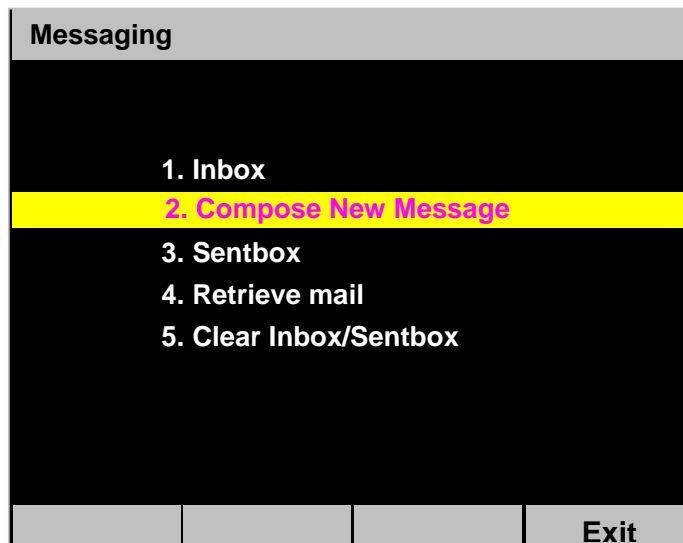 Messaging
1. Inbox
2. Compose New Message
3. Sentbox
4. Retrieve mail
5. Clear Inbox/Sentbox
Exit